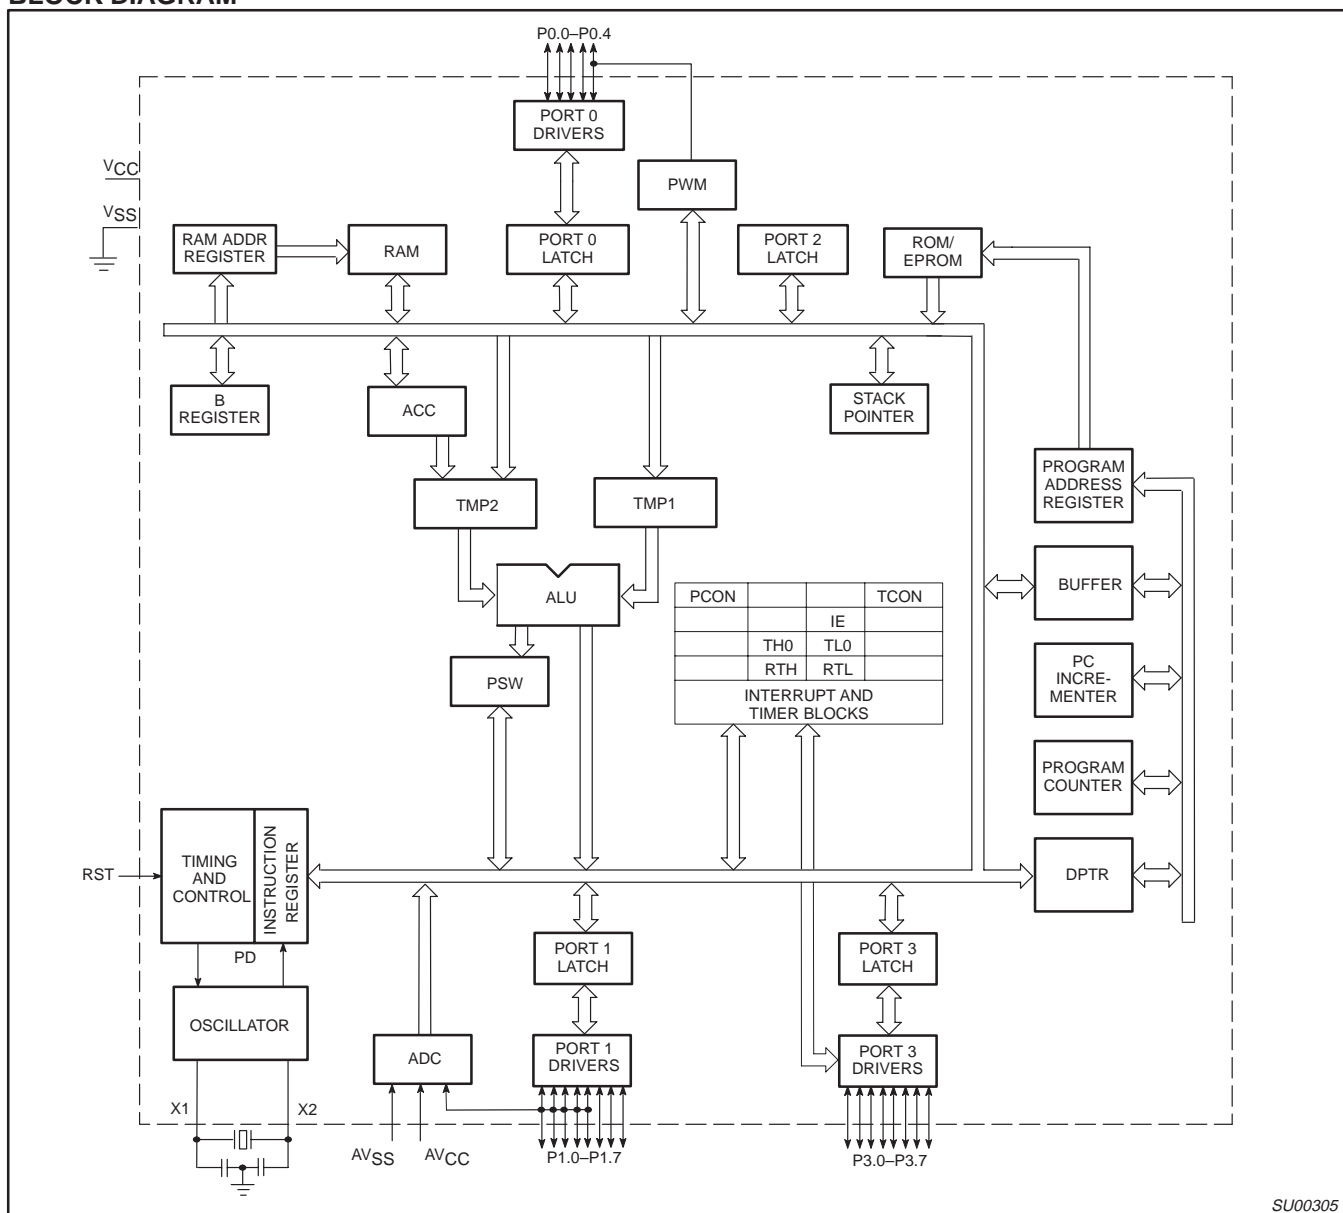 BLOCK DIAGRAM
P0.0–P0.4
PORT 0
DRIVERS
VCC
PWM
VSS
RAM ADDR
REGISTER
RAM
PORT 0
LATCH
PORT 2
LATCH
ROM/
EPROM
B
REGISTER
ACC
STACK
POINTER
PROGRAM
ADDRESS
REGISTER
TMP2
TMP1
ALU
BUFFER
PCON
TCON
IE
TH0
TL0
RTH
RTL
INTERRUPT AND
TIMER BLOCKS
PSW
PC
INCRE-
MENTER
PROGRAM
COUNTER
RST
TIMING
AND
CONTROL
INSTRUCTION
REGISTER
DPTR
PD
PORT 1
LATCH
PORT 3
LATCH
OSCILLATOR
ADC
PORT 1
DRIVERS
PORT 3
DRIVERS
X1
X2
AVSS
AVCC
P1.0–P1.7
P3.0–P3.7
SU00305